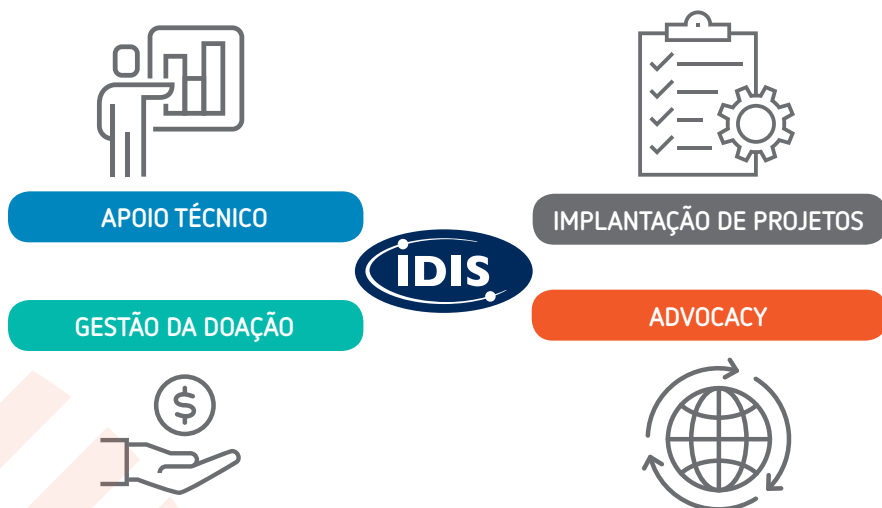 $
APOIO TÉCNICO
IMPLANTAÇÃO DE PROJETOS
IDIS
GESTÃO DA DOAÇÃO
ADVOCACY